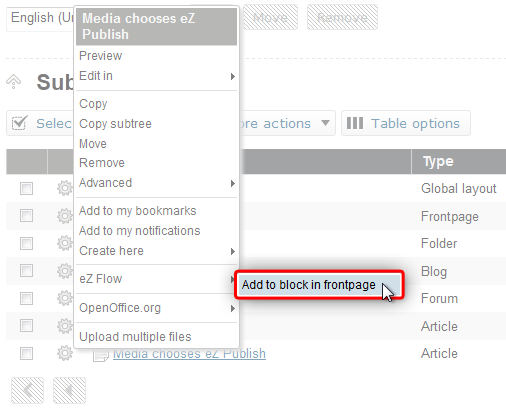 English (Un
Media chooses eZ
Publish
Move
Remove
Preview
Edit in
Sub
Copy
Copy subtree
Move
Remove
Advanced
Selec
ore actions
Table options
Type
Global layout
Add to my bookmarks
Add to my notifications
Create here
Frontpage
Folder
eZ Flow
Add to block in frontpage
Blog
OpenOffice.org
Forum
Article
Upload multiple files
Media chooses eZ Publish
Article